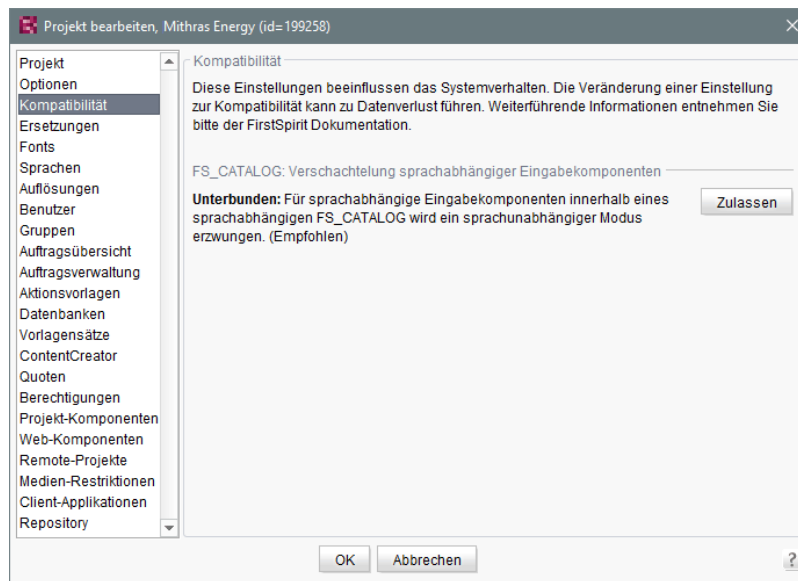 Projekt bearbeiten, Mithras Energy (id=199258)
Projekt
Optionen
Kompatibilität
Ersetzungen
Fonts
Sprachen
Auflösungen
Benutzer
Gruppen
Auftragsübersicht
Auftragsverwaltung
Aktionsvorlagen
Datenbanken
Vorlagensätze
ContentCreator
Quoten
Berechtigungen
Projekt-Komponenten
Web-Komponenten
Remote-Projekte
Medien-Restriktionen
Client-Applikationen
Repository
Kompatibilität
Diese Einstellungen beeinflussen das Systemverhalten. Die Veränderung einer Einstellung
zur Kompatibilität kann zu Datenverlust führen. Weiterführende Informationen entnehmen Sie
bitte der FirstSpirit Dokumentation.
FS_CATALOG: Verschachtelung sprachabhängiger Eingabekomponenten
Unterbunden: Für sprachabhängige Eingabekomponenten innerhalb eines
sprachabhängigen FS_CATALOG wird ein sprachunabhängiger Modus
erzwungen. (Empfohlen)
Zulassen
OK
Abbrechen
?